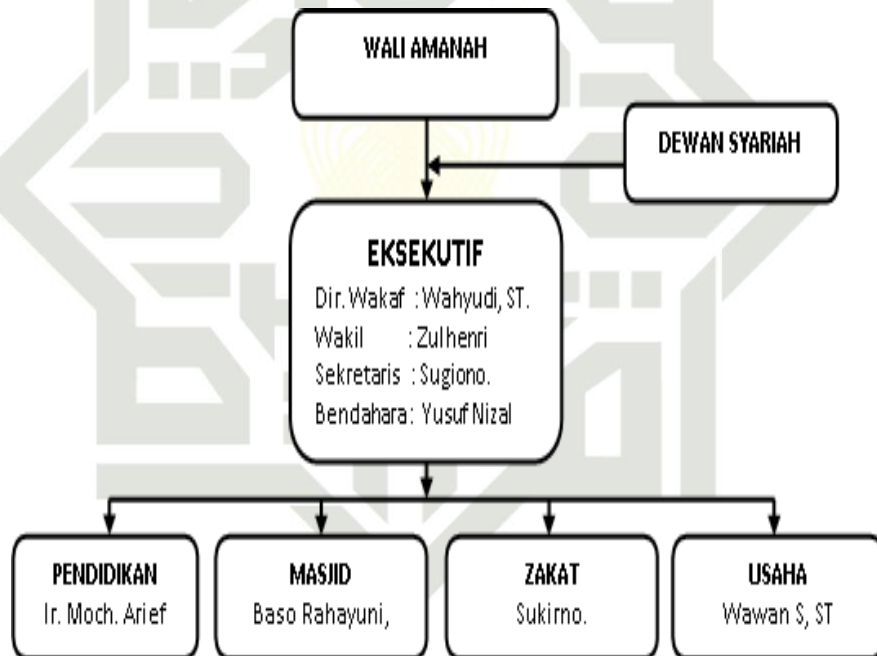 WALI AMANAH
DEWAN SYARIAH
EKSEKUTIF
Dir. Wakaf : Wahyudi, ST.
Wakil : Zulhenri
Sekretaris : Sugiono.
Bendahara : Yusuf Nizal
PENDIDIKAN
Ir. Moch. Arief
MASJID
Baso Rahayuni,
ZAKAT
Sukirno.
USAHA
Wawan S, ST